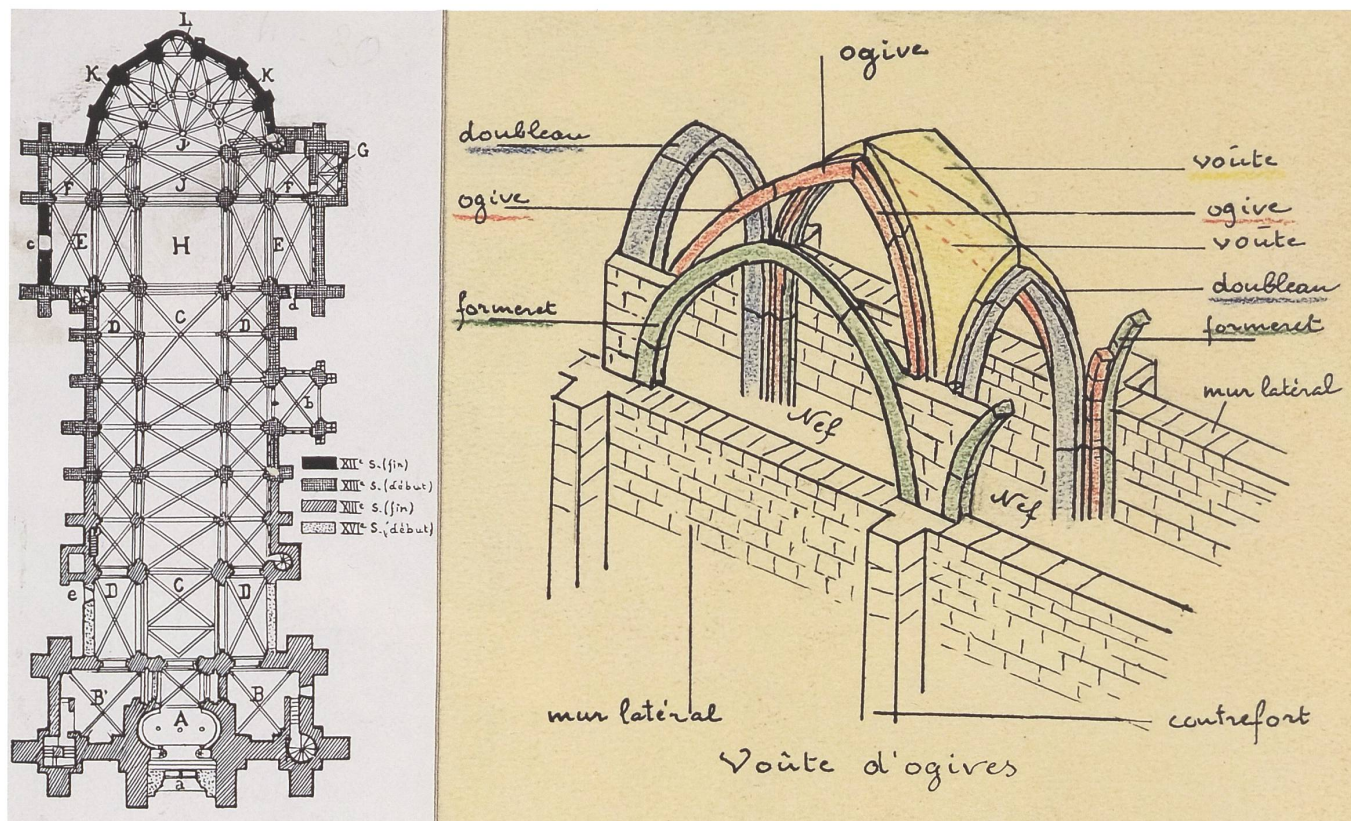 L
K
K
J
G
F
J
F
c
E
H
E
d
D
C
D
b
XIIᵉ S. (fin)
XIIIᵉ S. (début)
XIIIᵉ S. (fin)
XVIᵉ S. (début)
e
D
C
D
B'
B
A
a
ogive
doubleau
voûte
ogive
ogive
voûte
doubleau
formeret
formeret
mur latéral
Nef
Nef
mur latéral
contrefort
Voûte d'ogives